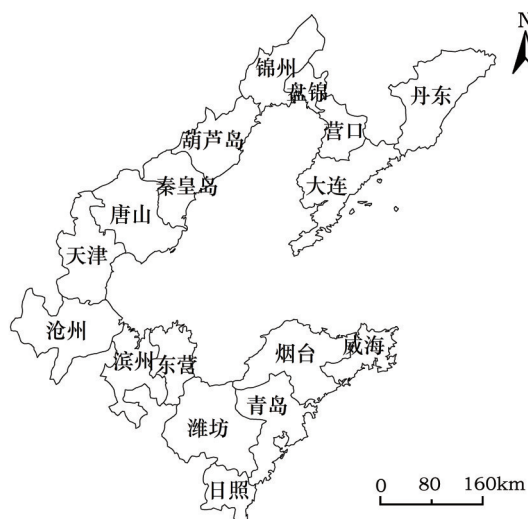 N
锦州
盘锦
丹东
营口
葫芦岛
秦皇岛
大连
唐山
天津
沧州
滨州
东营
烟台
威海
青岛
潍坊
日照
0 80 160km